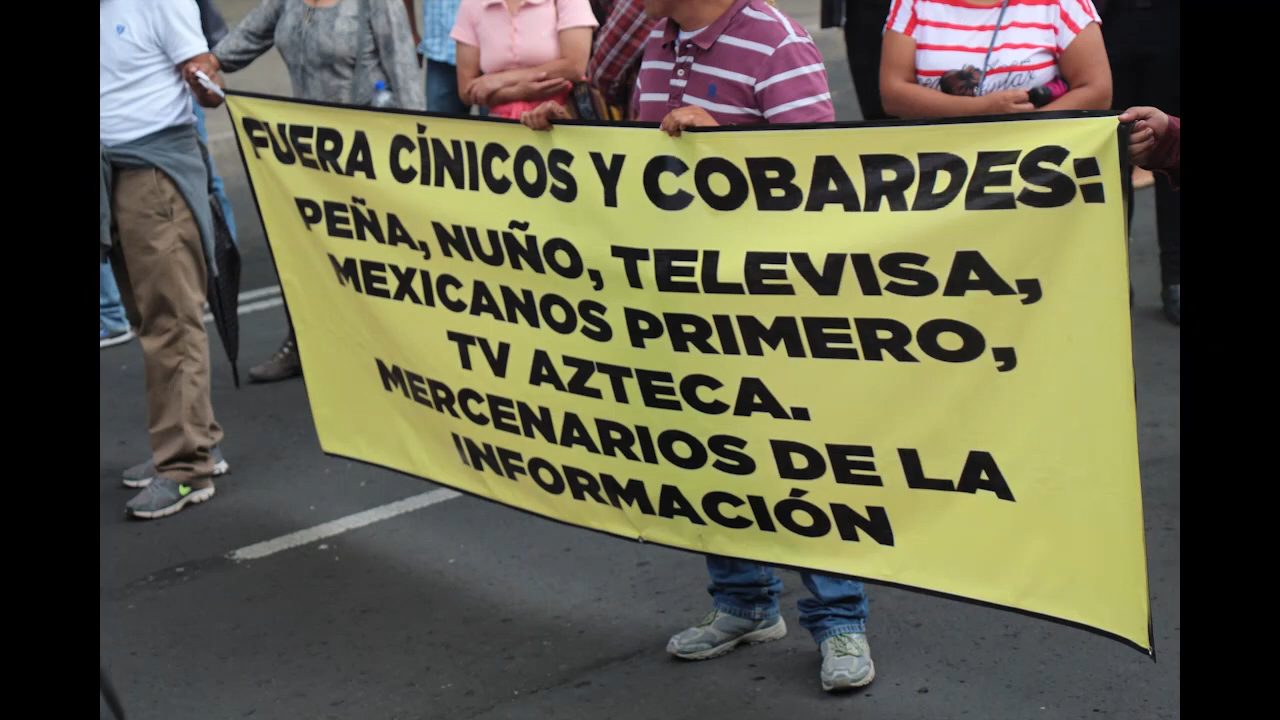 FUERA CÍNICOS Y COBARDES:
PEÑA, NUÑO, TELEVISA,
MEXICANOS PRIMERO,
TV AZTECA.
MERCENARIOS DE LA
INFORMACIÓN